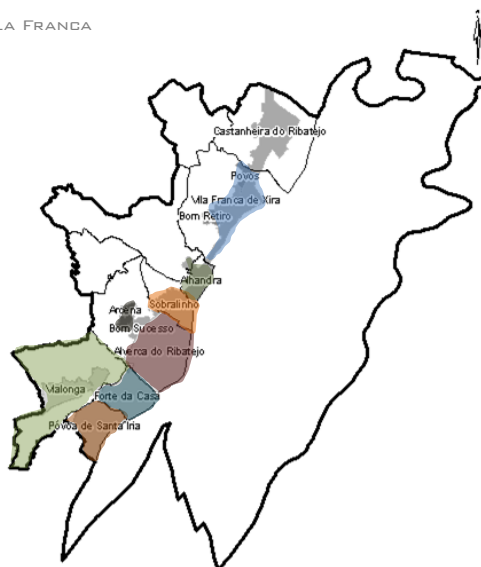 LA FRANCA
Castanheira do Ribatejo
Povos
Vila Franca de Xira
Bom Retiro
Alhandra
Sobralinho
Arcena
Bom Sucesso
Alverca do Ribatejo
Vialonga
Forte da Casa
Póvoa de Santa Iria